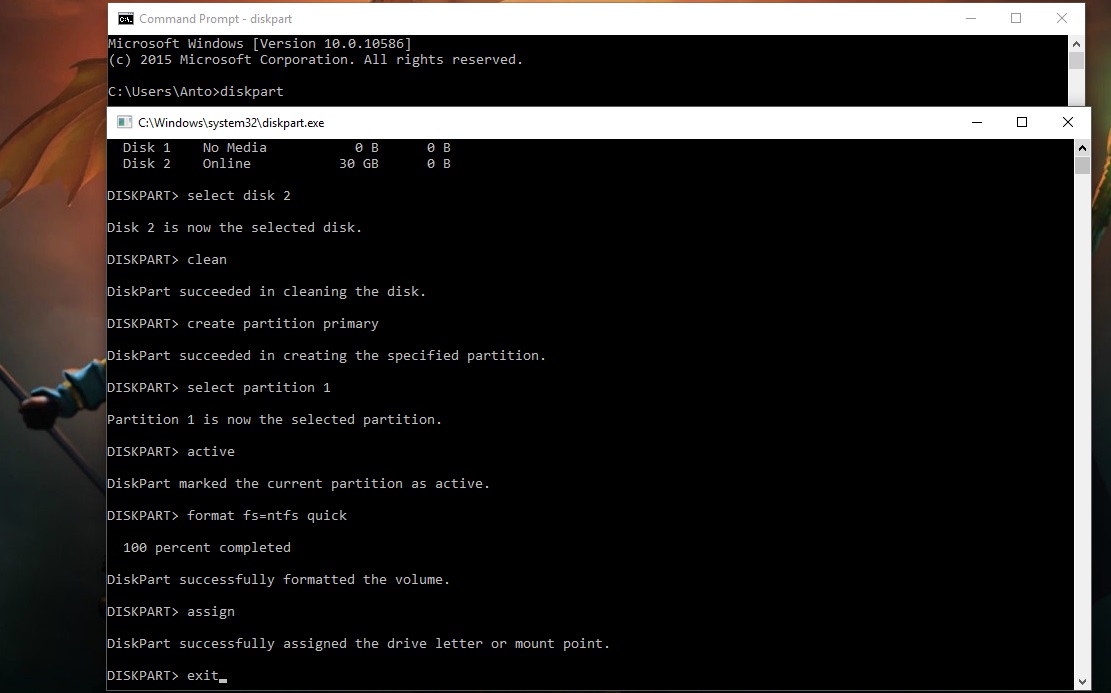 Command Prompt - diskpart
Microsoft Windows [Version 10.0.10586]
(c) 2015 Microsoft Corporation. All rights reserved.
C:\Users\Anto>diskpart
C:\Windows\system32\diskpart.exe
Disk 1    No Media           0 B      0 B
Disk 2    Online           30 GB      0 B
DISKPART> select disk 2
Disk 2 is now the selected disk.
DISKPART> clean
DiskPart succeeded in cleaning the disk.
DISKPART> create partition primary
DiskPart succeeded in creating the specified partition.
DISKPART> select partition 1
Partition 1 is now the selected partition.
DISKPART> active
DiskPart marked the current partition as active.
DISKPART> format fs=ntfs quick
100 percent completed
DiskPart successfully formatted the volume.
DISKPART> assign
DiskPart successfully assigned the drive letter or mount point.
DISKPART> exit_